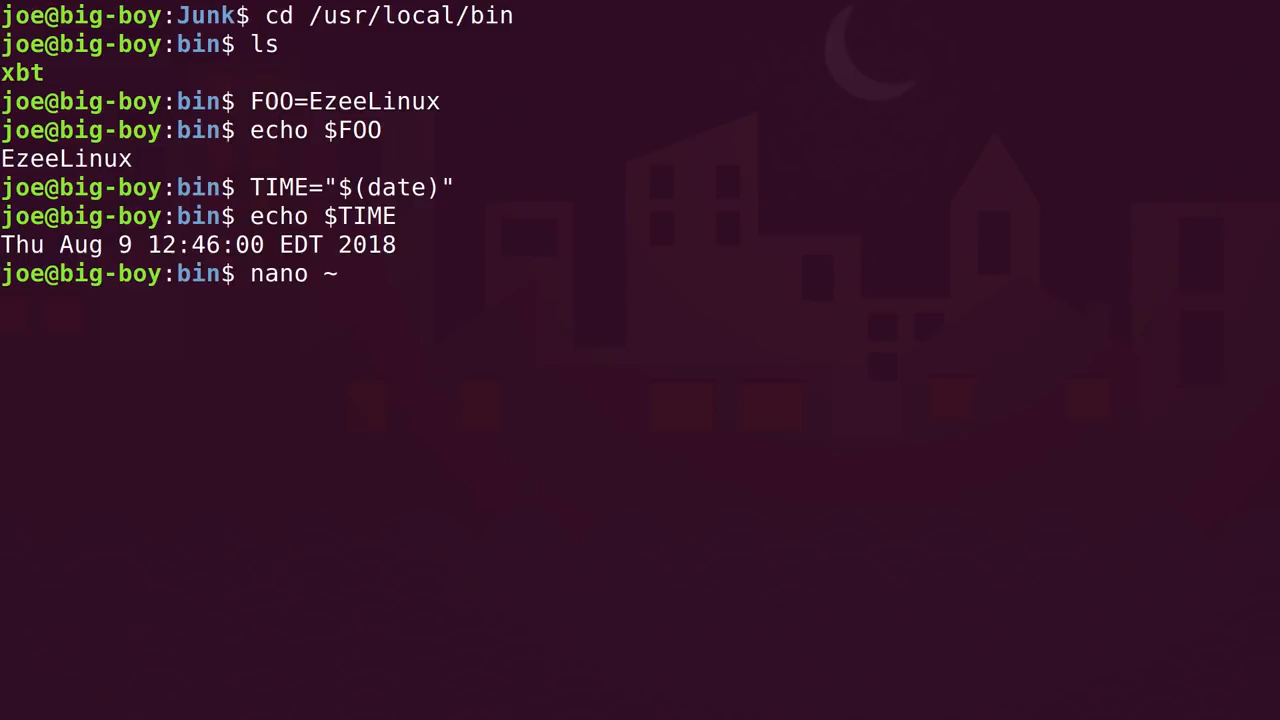 joe@big-boy:Junk$ cd /usr/local/bin
joe@big-boy:bin$ ls
xbt
joe@big-boy:bin$ FOO=EzeeLinux
joe@big-boy:bin$ echo $FOO
EzeeLinux
joe@big-boy:bin$ TIME="$(date)"
joe@big-boy:bin$ echo $TIME
Thu Aug 9 12:46:00 EDT 2018
joe@big-boy:bin$ nano ~